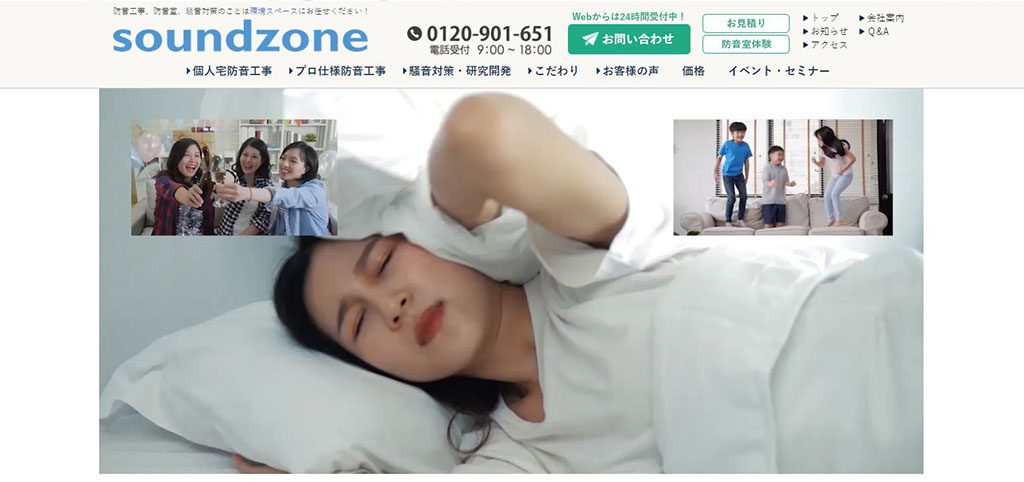 防音工事、防音室、騒音対策のことは環境スペースにお任せください！
soundzone
0120-901-651
電話受付 9:00～18:00
Webからは24時間受付中！
お問い合わせ
お見積り
防音室体験
トップ
会社案内
お知らせ
Q&A
アクセス
個人宅防音工事 プロ仕様防音工事 騒音対策・研究開発 こだわり お客様の声 価格 イベント・セミナー